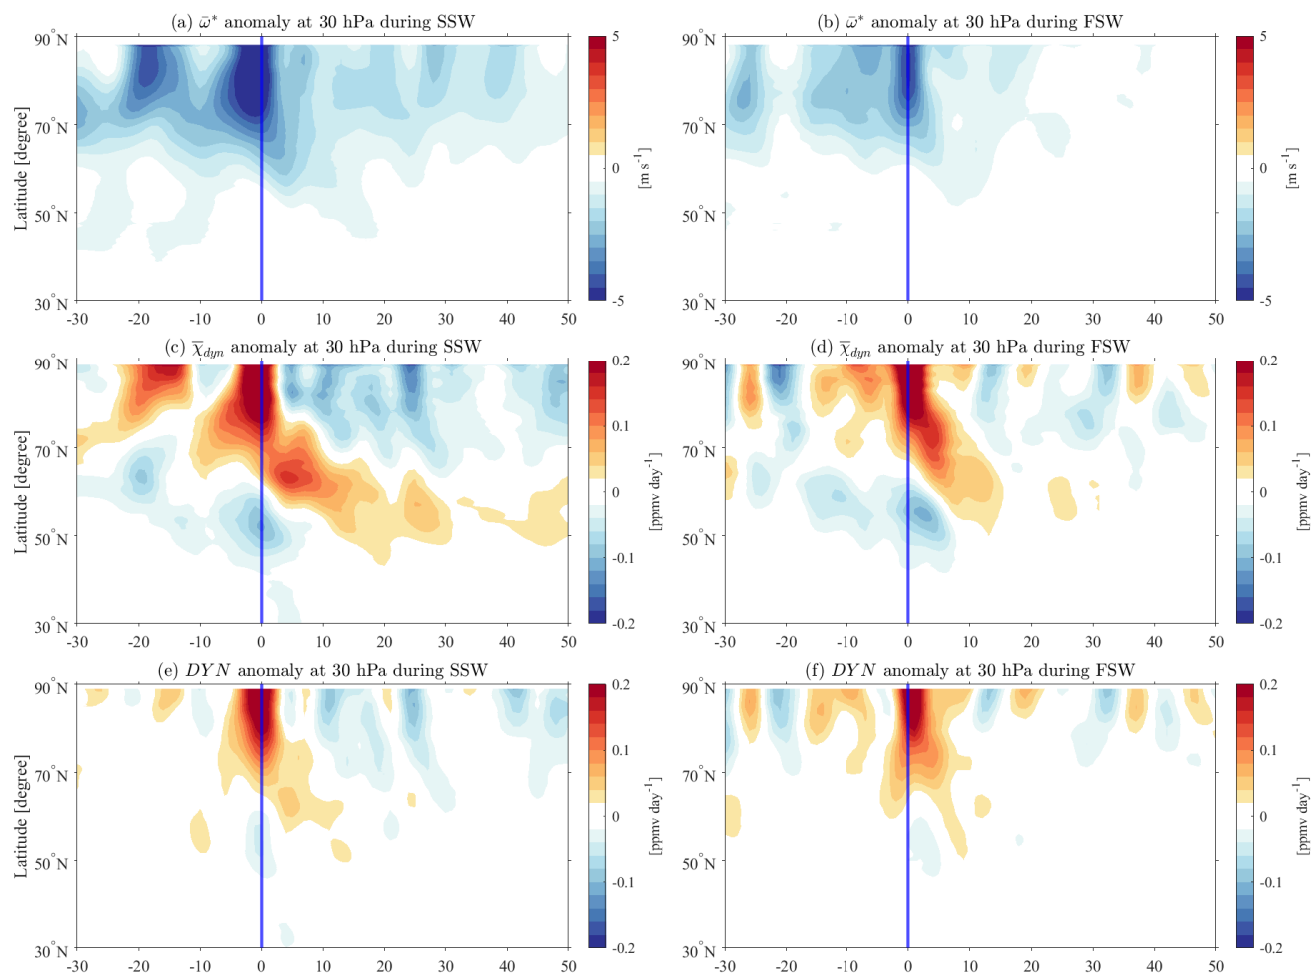 (a) ω̄* anomaly at 30 hPa during SSW
(b) ω̄* anomaly at 30 hPa during FSW
90°N
70°N
50°N
30°N
Latitude [degree]
-30 -20 -10 0 10 20 30 40 50
5
0
-5
[m s⁻¹]
90°N
70°N
50°N
30°N
-30 -20 -10 0 10 20 30 40 50
5
0
-5
[m s⁻¹]
(c) χ̄dyn anomaly at 30 hPa during SSW
(d) χ̄dyn anomaly at 30 hPa during FSW
90°N
70°N
50°N
30°N
Latitude [degree]
-30 -20 -10 0 10 20 30 40 50
0.2
0.1
0
-0.1
-0.2
[ppmv day⁻¹]
90°N
70°N
50°N
30°N
-30 -20 -10 0 10 20 30 40 50
0.2
0.1
0
-0.1
-0.2
[ppmv day⁻¹]
(e) DYN anomaly at 30 hPa during SSW
(f) DYN anomaly at 30 hPa during FSW
90°N
70°N
50°N
30°N
Latitude [degree]
-30 -20 -10 0 10 20 30 40 50
0.2
0.1
0
-0.1
-0.2
[ppmv day⁻¹]
90°N
70°N
50°N
30°N
-30 -20 -10 0 10 20 30 40 50
0.2
0.1
0
-0.1
-0.2
[ppmv day⁻¹]